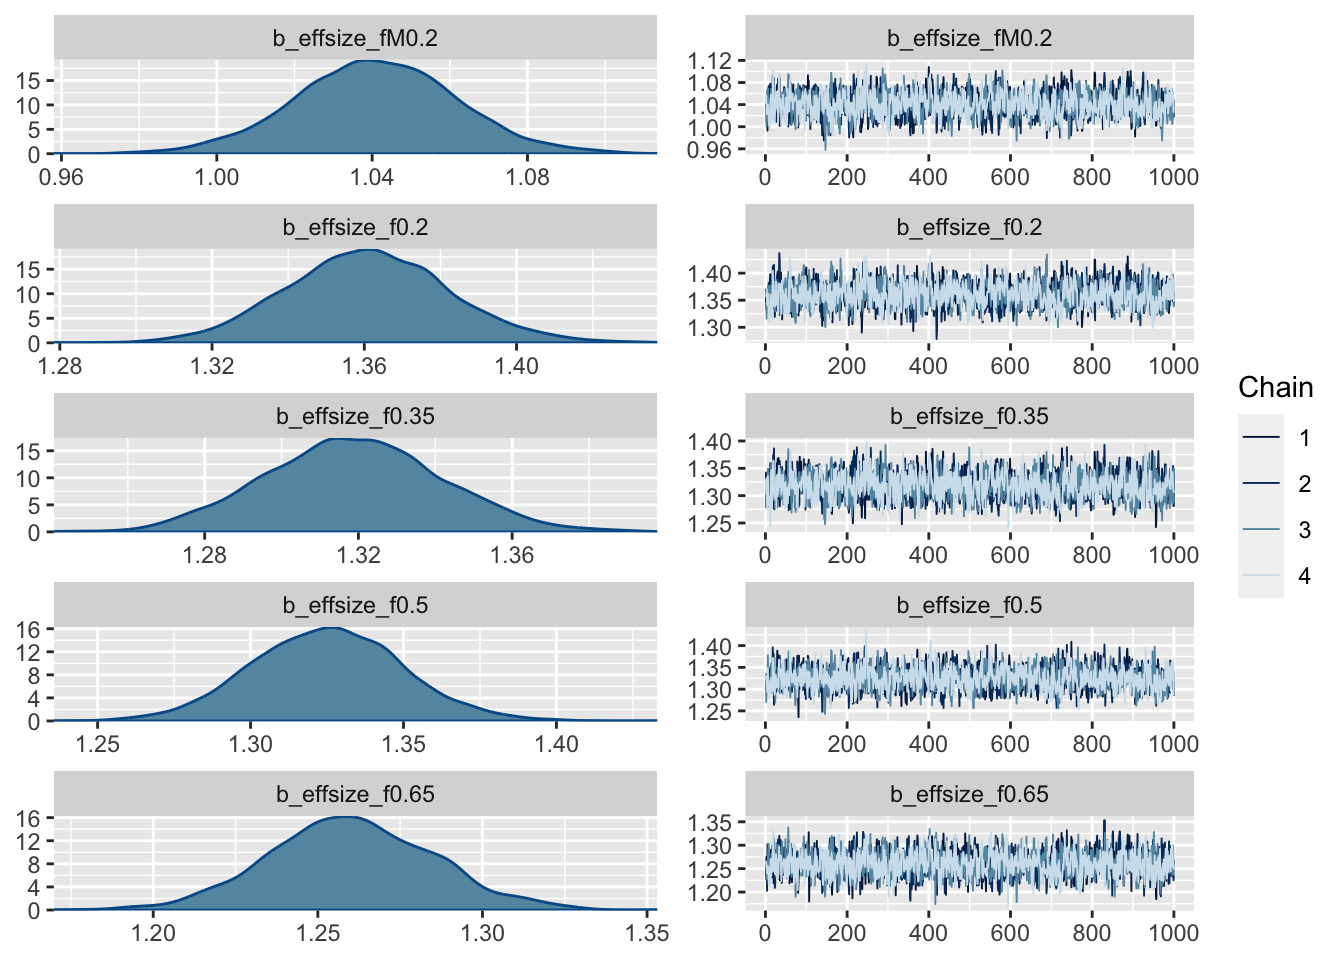 b_effsize_fM0.2
15
10
5
0
0.96 1.00 1.04 1.08
b_effsize_fM0.2
1.12
1.08
1.04
1.00
0.96
0 200 400 600 800 1000
b_effsize_f0.2
15
10
5
0
1.28 1.32 1.36 1.40
b_effsize_f0.2
1.40
1.35
1.30
0 200 400 600 800 1000
b_effsize_f0.35
15
10
5
0
1.28 1.32 1.36
b_effsize_f0.35
1.40
1.35
1.30
1.25
0 200 400 600 800 1000
b_effsize_f0.5
16
12
8
4
0
1.25 1.30 1.35 1.40
b_effsize_f0.5
1.40
1.35
1.30
1.25
0 200 400 600 800 1000
b_effsize_f0.65
16
12
8
4
0
1.20 1.25 1.30 1.35
b_effsize_f0.65
1.35
1.30
1.25
1.20
0 200 400 600 800 1000
Chain
1
2
3
4